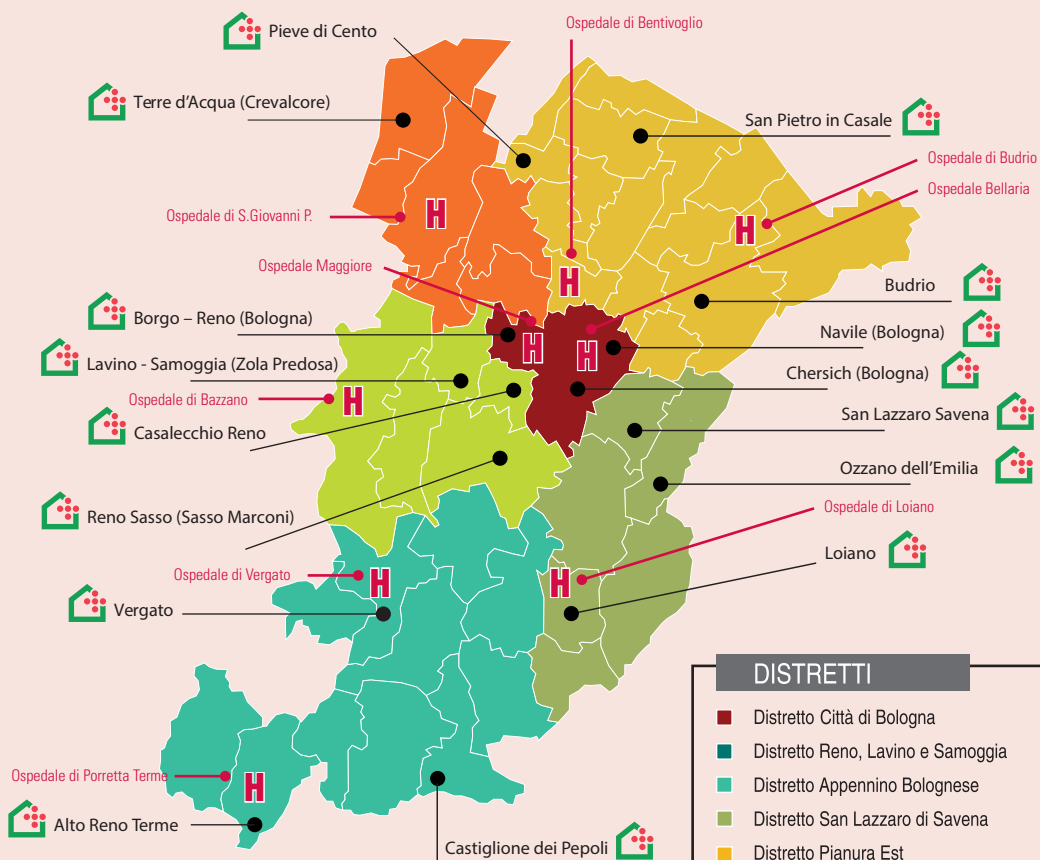 Pieve di Cento
Ospedale di Bentivoglio
Terre d'Acqua (Crevalcore)
San Pietro in Casale
Ospedale di Budrio
Ospedale Bellaria
Ospedale di S.Giovanni P.
H
H
Ospedale Maggiore
H
Budrio
Borgo – Reno (Bologna)
Navile (Bologna)
H
H
Lavino - Samoggia (Zola Predosa)
Chersich (Bologna)
Ospedale di Bazzano
H
San Lazzaro Savena
Casalecchio Reno
Ozzano dell'Emilia
Reno Sasso (Sasso Marconi)
Ospedale di Loiano
Loiano
Ospedale di Vergato
H
H
Vergato
DISTRETTI
Distretto Città di Bologna
Distretto Reno, Lavino e Samoggia
Distretto Appennino Bolognese
Distretto San Lazzaro di Savena
Distretto Pianura Est
Ospedale di Porretta Terme
H
Alto Reno Terme
Castiglione dei Pepoli